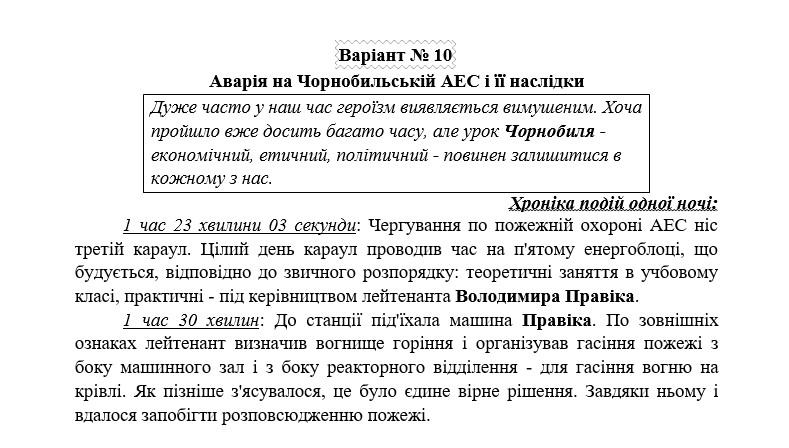 Варіант № 10
Аварія на Чорнобильській АЕС і її наслідки
Дуже часто у наш час героїзм виявляється вимушеним. Хоча
пройшло вже досить багато часу, але урок Чорнобиля -
економічний, етичний, політичний - повинен залишитися в
кожному з нас.
Хроніка подій одної ночі:
1 час 23 хвилини 03 секунди: Чергування по пожежній охороні АЕС ніс
третій караул. Цілий день караул проводив час на п'ятому енергоблоці, що
будується, відповідно до звичного розпорядку: теоретичні заняття в учбовому
класі, практичні - під керівництвом лейтенанта Володимира Правіка.
1 час 30 хвилин: До станції під'їхала машина Правіка. По зовнішніх
ознаках лейтенант визначив вогнище горіння і організував гасіння пожежі з
боку машинного зал і з боку реакторного відділення - для гасіння вогню на
крівлі. Як пізніше з'ясувалося, це було єдине вірне рішення. Завдяки ньому і
вдалося запобігти розповсюдженню пожежі.